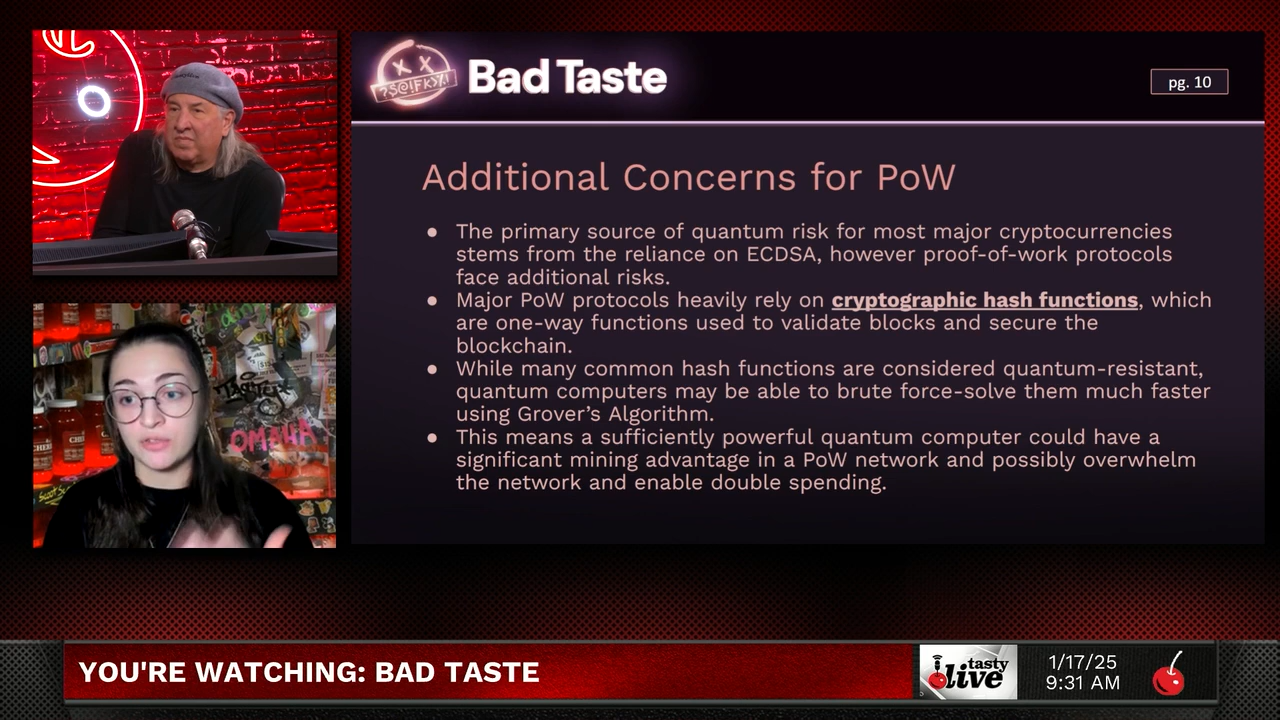 Bad Taste
?$@!FK%!
pg. 10
Additional Concerns for PoW
● The primary source of quantum risk for most major cryptocurrencies
stems from the reliance on ECDSA, however proof-of-work protocols
face additional risks.
● Major PoW protocols heavily rely on cryptographic hash functions, which
are one-way functions used to validate blocks and secure the
blockchain.
● While many common hash functions are considered quantum-resistant,
quantum computers may be able to brute force-solve them much faster
using Grover’s Algorithm.
● This means a sufficiently powerful quantum computer could have a
significant mining advantage in a PoW network and possibly overwhelm
the network and enable double spending.
OMAHA
YOU'RE WATCHING: BAD TASTE
tasty
live
1/17/25
9:31 AM